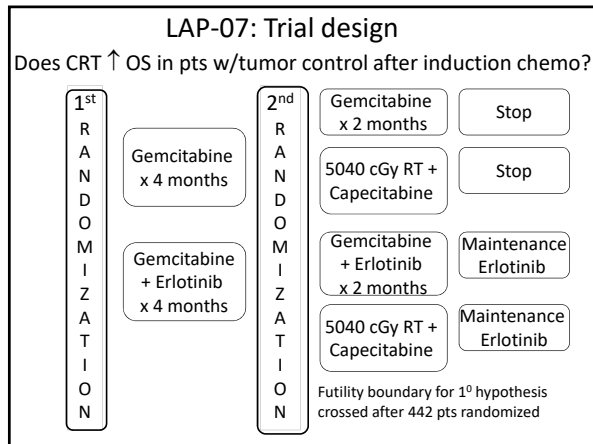 LAP-07: Trial design
Does CRT ↑ OS in pts w/tumor control after induction chemo?
1st
R
A
N
D
O
M
I
Z
A
T
I
O
N
Gemcitabine
x 4 months
Gemcitabine
+ Erlotinib
x 4 months
2nd
R
A
N
D
O
M
I
Z
A
T
I
O
N
Gemcitabine
x 2 months
Stop
5040 cGy RT +
Capecitabine
Stop
Gemcitabine
+ Erlotinib
x 2 months
Maintenance
Erlotinib
5040 cGy RT +
Capecitabine
Maintenance
Erlotinib
Futility boundary for 1⁰ hypothesis
crossed after 442 pts randomized